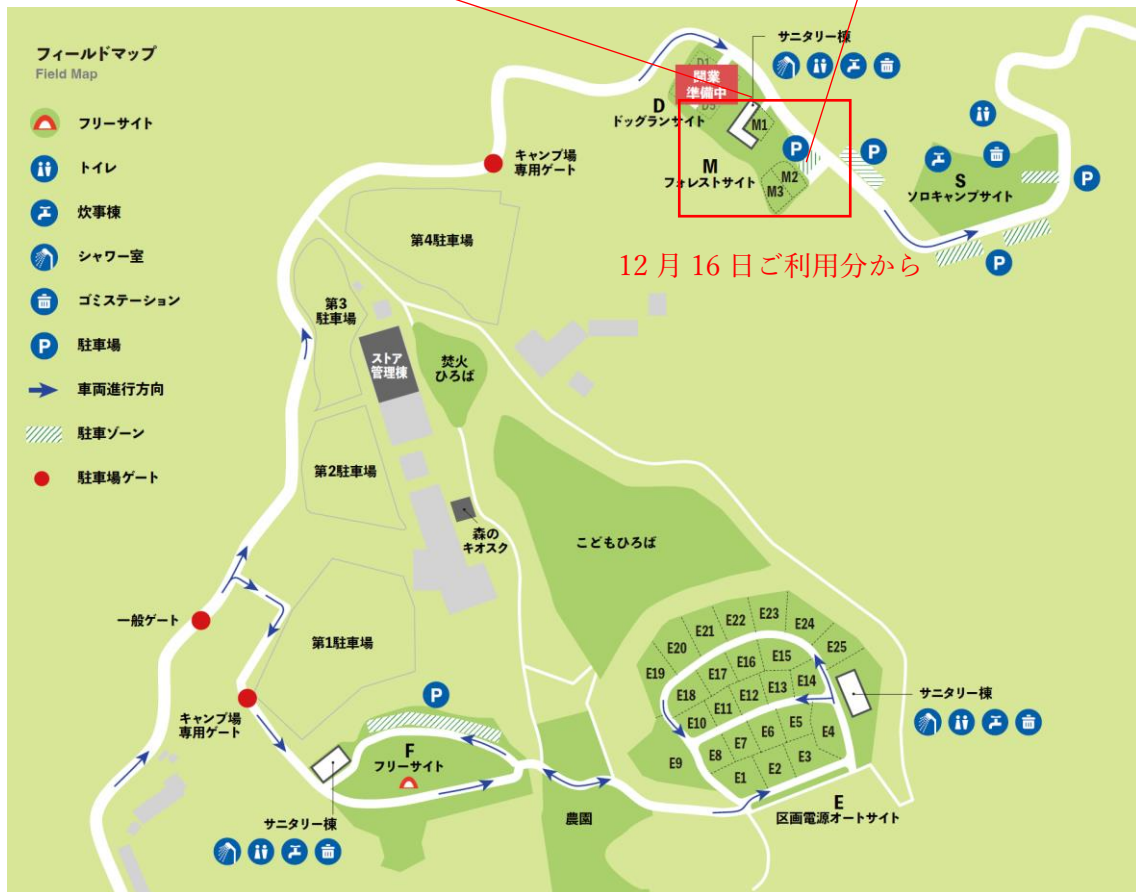 フィールドマップ
Field Map
フリーサイト
トイレ
炊事棟
シャワー室
ゴミステーション
P
駐車場
車両進行方向
駐車ゾーン
駐車場ゲート
サニタリー棟
D1
開業
準備中
D
ドッグランサイト
D5
M1
P
P
M
フォレストサイト
M2
M3
S
ソロキャンプサイト
P
P
12月16日ご利用分から
キャンプ場
専用ゲート
第4駐車場
第3
駐車場
ストア
管理棟
焚火
ひろば
第2駐車場
森の
キオスク
こどもひろば
一般ゲート
第1駐車場
キャンプ場
専用ゲート
P
F
フリーサイト
サニタリー棟
農園
E19
E20
E21
E22
E23
E24
E25
E18
E17
E16
E15
E14
E10
E11
E12
E13
E9
E8
E7
E6
E5
E4
E1
E2
E3
サニタリー棟
E
区画電源オートサイト